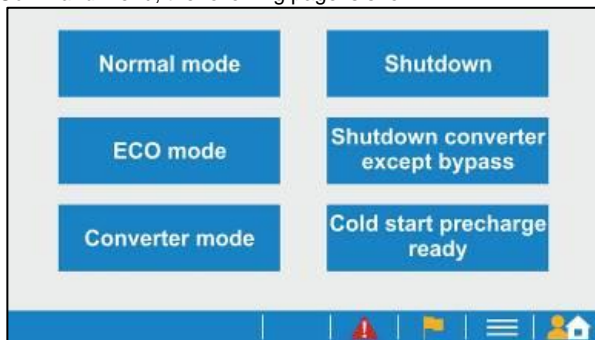 Normal mode
Shutdown
ECO mode
Shutdown converter
except bypass
Converter mode
Cold start precharge
ready